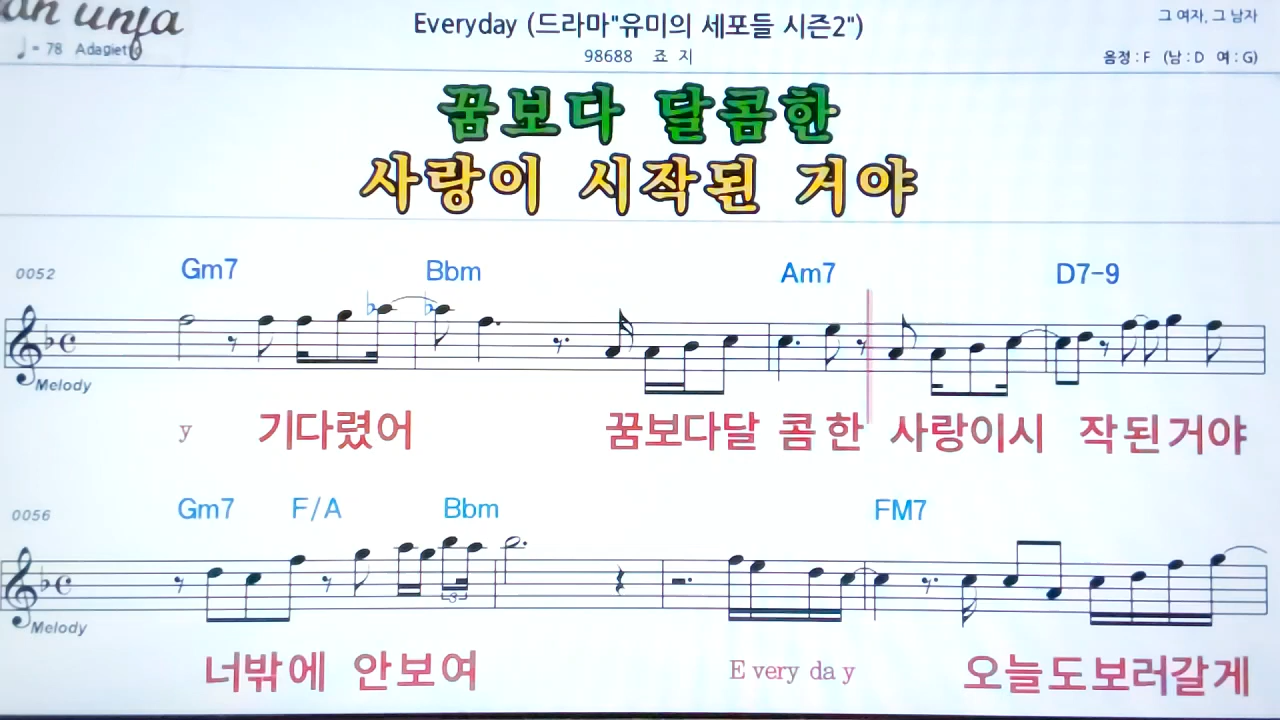 an unfa
Everyday (드라마"유미의 세포들 시즌2")
그 여자, 그 남자
♩= 78 Adagietto
98688 죠 지
음정 : F (남 : D 여 : G)
꿈보다 달콤한
사랑이 시작된 거야
0052 Gm7 Bbm Am7 D7-9
Melody
y 기다렸어 꿈보다달 콤 한 사랑이시 작된거야
0056 Gm7 F/A Bbm FM7
3
Melody
너밖에 안보여 E very da y 오늘도보러갈게